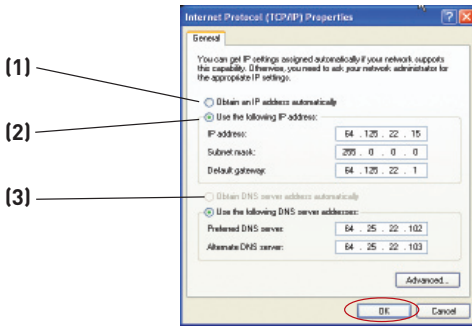 Internet Protocol (TCP/IP) Properties
General
You can get IP settings assigned automatically if your network supports
this capability. Otherwise, you need to ask your network administrator for
the appropriate IP settings.
(1)
Obtain an IP address automatically
(2)
Use the following IP address:
IP address: 64 . 125 . 22 . 15
Subnet mask: 255 . 0 . 0 . 0
Default gateway: 64 . 125 . 22 . 1
(3)
Obtain DNS server address automatically
Use the following DNS server addresses:
Preferred DNS server: 64 . 25 . 22 . 102
Alternate DNS server: 64 . 25 . 22 . 103
Advanced...
OK
Cancel